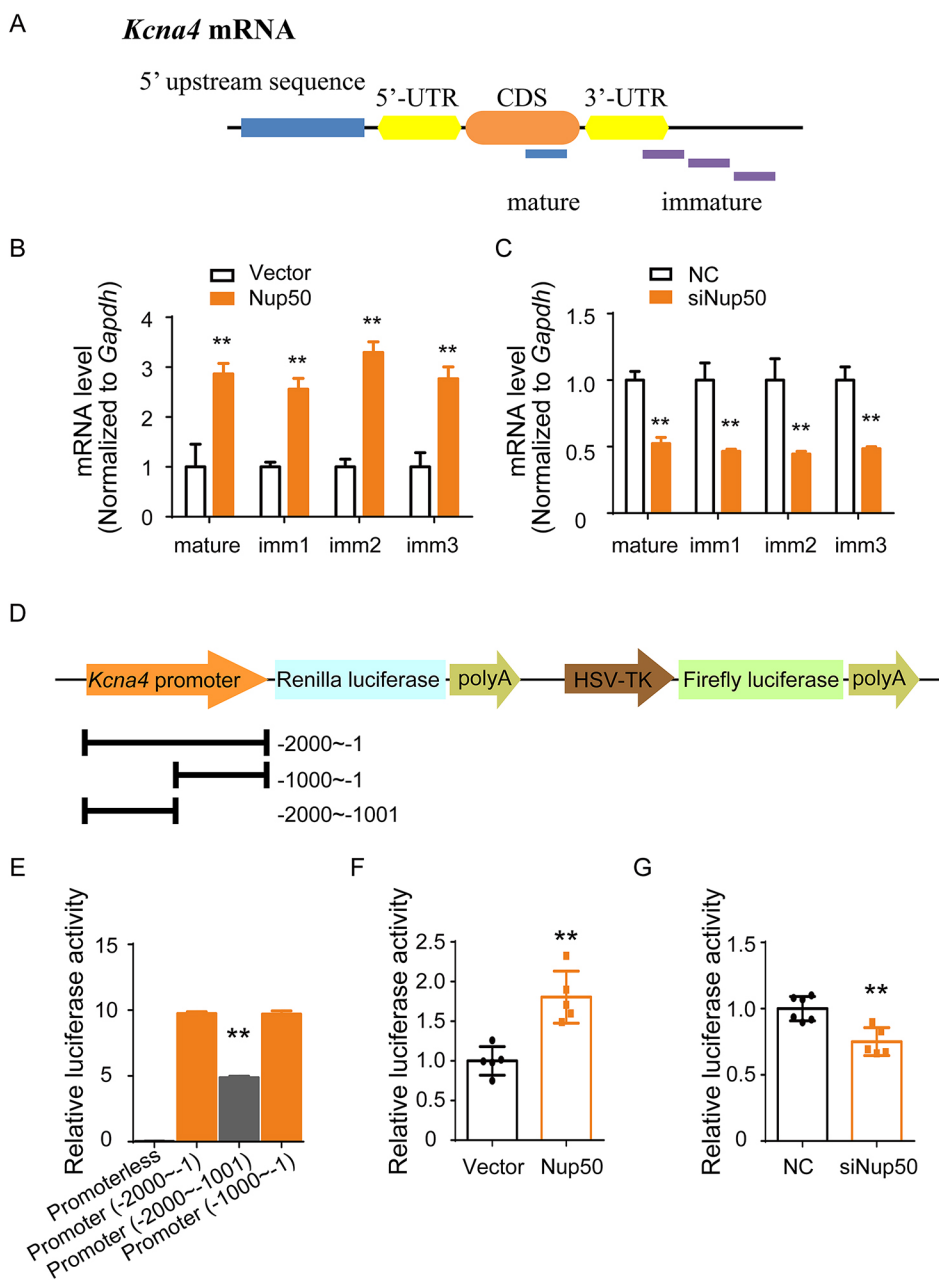 A
Kcna4 mRNA
5’ upstream sequence
5’-UTR
CDS
3’-UTR
mature
immature
B
Vector
Nup50
mRNA level
(Normalized to Gapdh)
4
3
2
1
0
**
**
**
**
mature
imm1
imm2
imm3
C
NC
siNup50
mRNA level
(Normalized to Gapdh)
1.5
1.0
0.5
0
**
**
**
**
mature
imm1
imm2
imm3
D
Kcna4 promoter
Renilla luciferase
polyA
HSV-TK
Firefly luciferase
polyA
-2000~-1
-1000~-1
-2000~-1001
E
Relative luciferase activity
15
10
5
0
**
Promoterless
Promoter (-2000~-1)
Promoter (-2000~-1001)
Promoter (-1000~-1)
F
Relative luciferase activity
2.5
2.0
1.5
1.0
0.5
0
**
Vector
Nup50
G
Relative luciferase activity
1.5
1.0
0.5
0
**
NC
siNup50